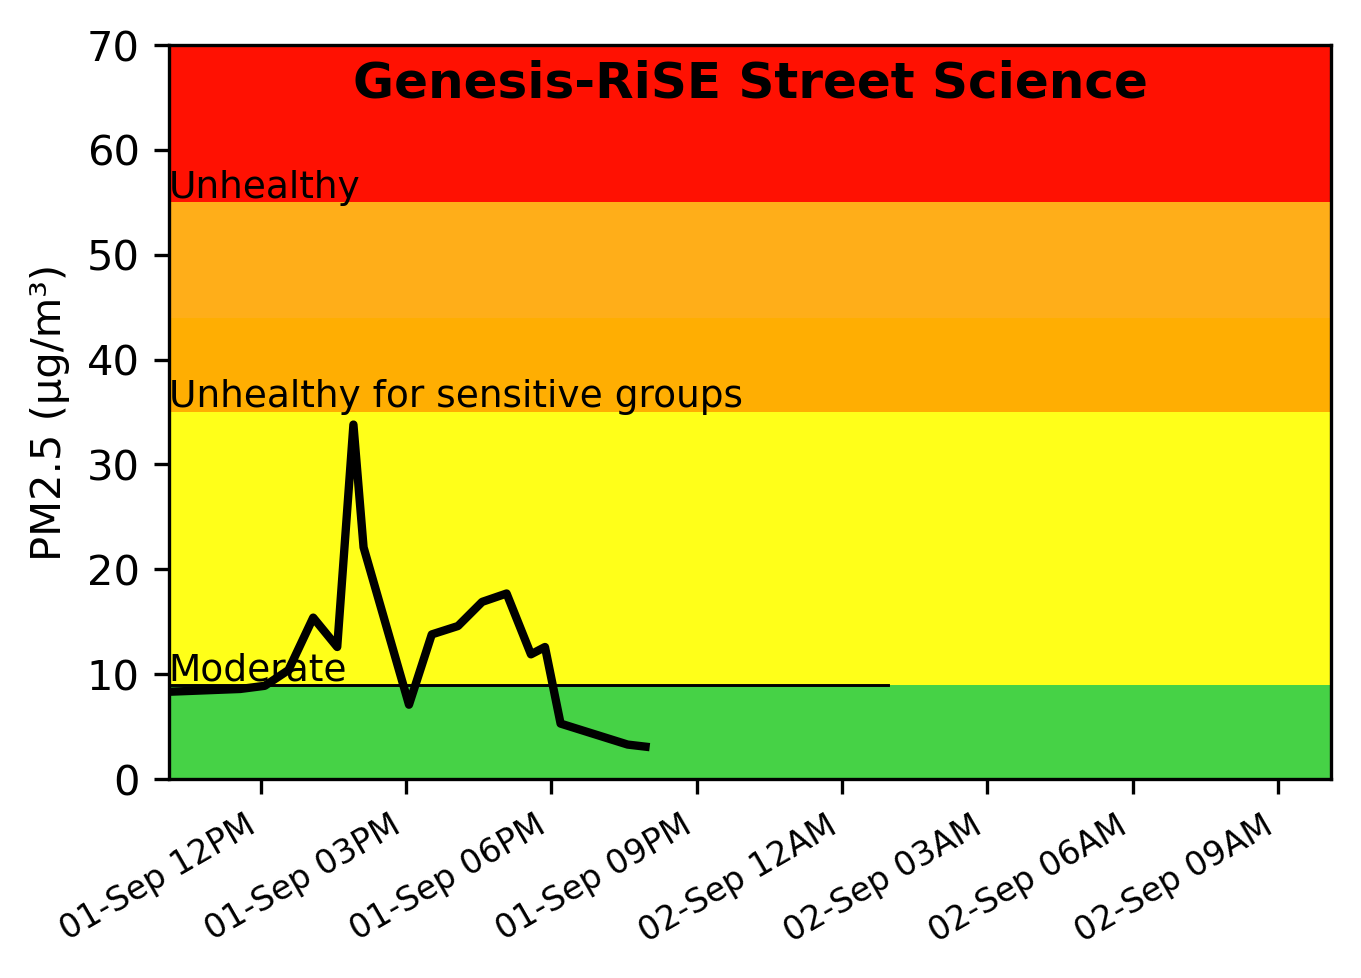 Genesis-RiSE Street Science
70
60
50
40
30
20
10
0
PM2.5 (µg/m³)
Unhealthy
Unhealthy for sensitive groups
Moderate
01-Sep 12PM
01-Sep 03PM
01-Sep 06PM
01-Sep 09PM
02-Sep 12AM
02-Sep 03AM
02-Sep 06AM
02-Sep 09AM